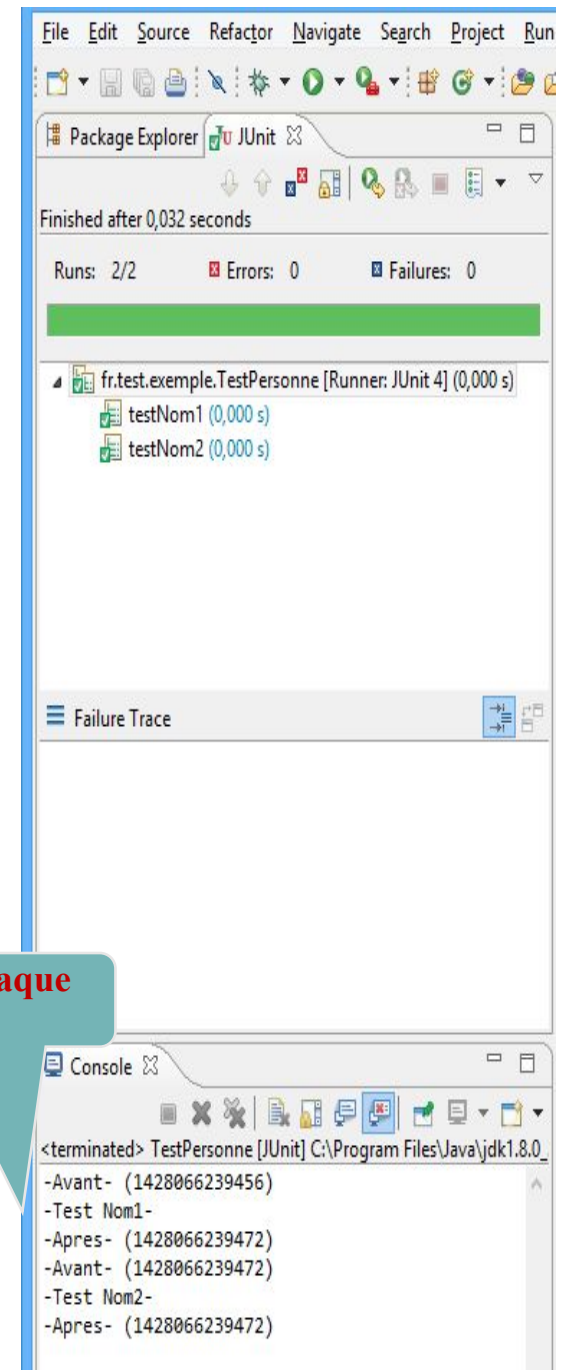 File Edit Source Refactor Navigate Search Project Run
Package Explorer JU JUnit
Finished after 0,032 seconds
Runs: 2/2 Errors: 0 Failures: 0
fr.test.exemple.TestPersonne [Runner: JUnit 4] (0,000 s)
testNom1 (0,000 s)
testNom2 (0,000 s)
Failure Trace
aque
Console
<terminated> TestPersonne [JUnit] C:\Program Files\Java\jdk1.8.0_
-Avant- (1428066239456)
-Test Nom1-
-Apres- (1428066239472)
-Avant- (1428066239472)
-Test Nom2-
-Apres- (1428066239472)